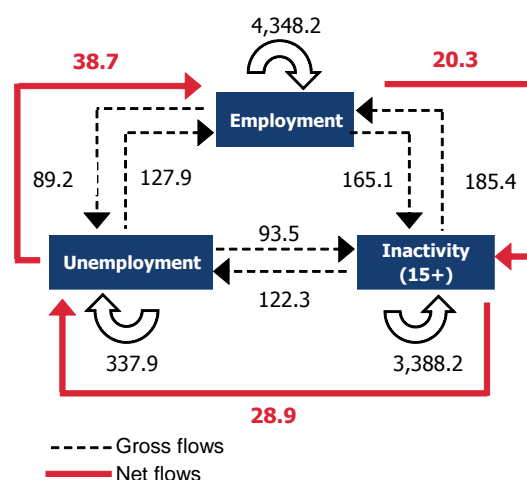 4,348.2
38.7
20.3
Employment
89.2
127.9
165.1
185.4
93.5
Unemployment
Inactivity
(15+)
122.3
337.9
3,388.2
28.9
Gross flows
Net flows